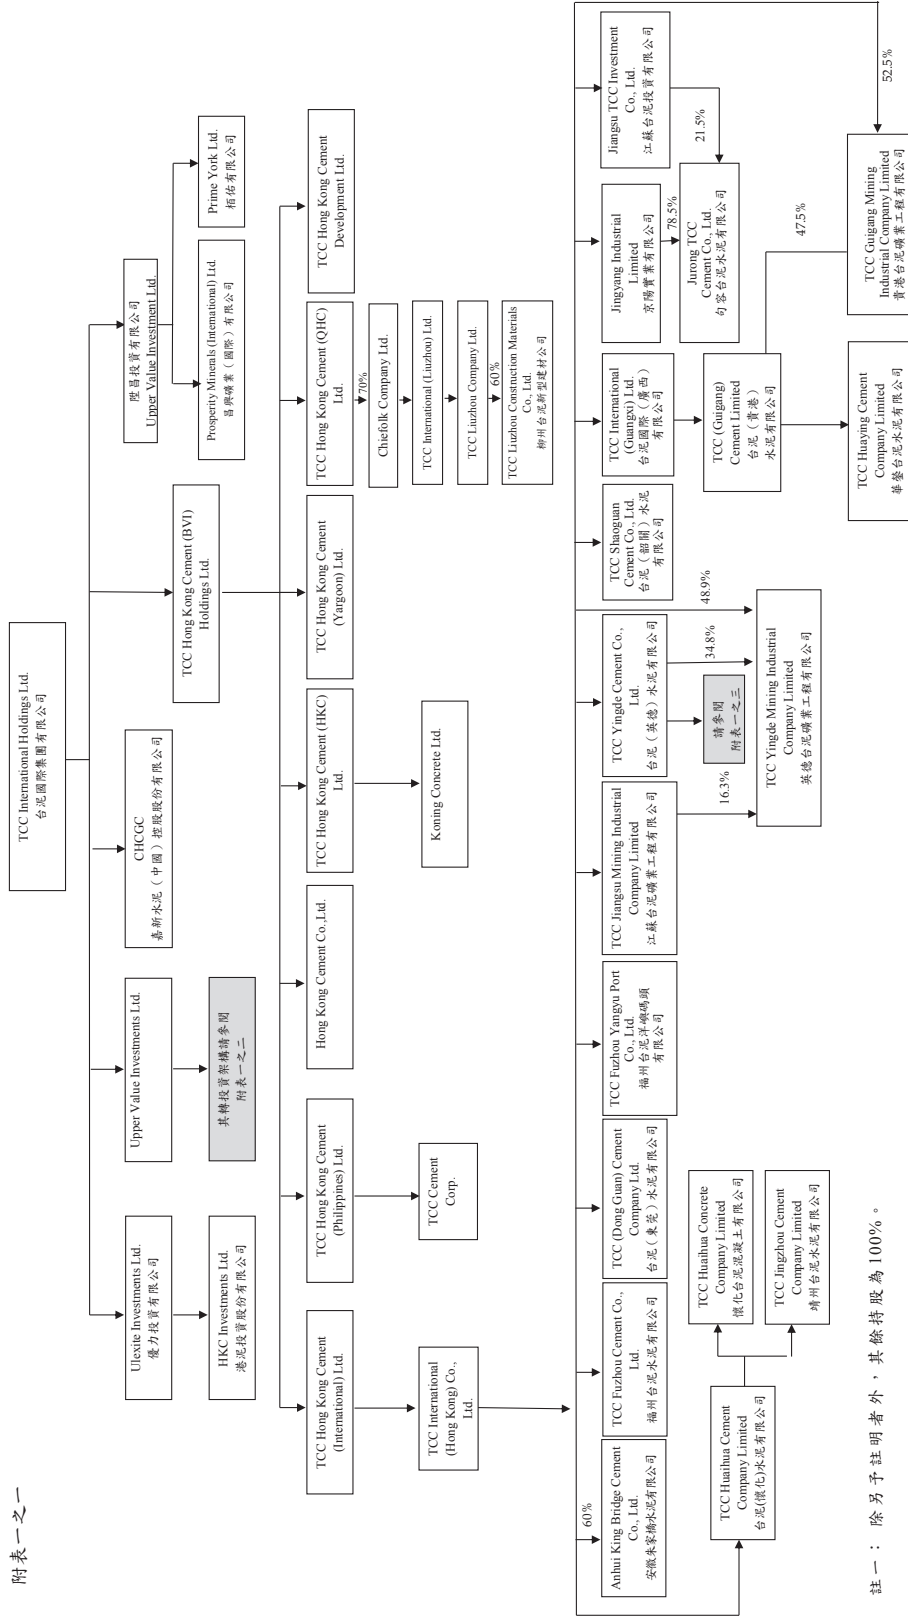 附表一之一
TCC International Holdings Ltd.
台泥國際集團有限公司
Ulexite Investments Ltd.
優力投資有限公司
Upper Value Investments Ltd.
CHCGC
嘉新水泥（中國）控股股份有限公司
TCC Hong Kong Cement (BVI)
Holdings Ltd.
陞昌投資有限公司
Upper Value Investment Ltd.
HKC Investments Ltd.
港泥投資股份有限公司
其轉投資架構請參閱
附表一之二
Prosperity Minerals (International) Ltd.
昌興礦業（國際）有限公司
Prime York Ltd.
栢佑有限公司
TCC Hong Kong Cement
(International) Ltd.
TCC Hong Kong Cement
(Philippines) Ltd.
Hong Kong Cement Co.,Ltd.
TCC Hong Kong Cement (HKC)
Ltd.
TCC Hong Kong Cement
(Yargoon) Ltd.
TCC Hong Kong Cement (QHC)
Ltd.
TCC Hong Kong Cement
Development Ltd.
70%
Chiefolk Company Ltd.
TCC International
(Hong Kong) Co.,
Ltd.
TCC Cement
Corp.
Koning Concrete Ltd.
TCC International (Liuzhou) Ltd.
TCC Liuzhou Company Ltd.
60%
TCC Liuzhou Construction Materials
Co., Ltd.
柳州台泥新型建材公司
60%
Anhui King Bridge Cement
Co., Ltd.
安徽朱家橋水泥有限公司
TCC Fuzhou Cement Co.,
Ltd.
福州台泥水泥有限公司
TCC (Dong Guan) Cement
Company Ltd.
台泥（東莞）水泥有限公司
TCC Fuzhou Yangyu Port
Co., Ltd.
福州台泥洋嶼碼頭
有限公司
TCC Jiangsu Mining Industrial
Company Limited
江蘇台泥礦業工程有限公司
TCC Yingde Cement Co.,
Ltd.
台泥（英德）水泥有限公司
TCC Shaoguan
Cement Co., Ltd.
台泥（韶關）水泥
有限公司
TCC International
(Guangxi) Ltd.
台泥國際（廣西）
有限公司
Jingyang Industrial
Limited
京陽實業有限公司
Jiangsu TCC Investment
Co., Ltd.
江蘇台泥投資有限公司
78.5%
21.5%
TCC Huaihua Cement
Company Limited
台泥(懷化)水泥有限公司
TCC Huaihua Concrete
Company Limited
懷化台泥混凝土有限公司
TCC Jingzhou Cement
Company Limited
靖州台泥水泥有限公司
請參閱
附表一之三
16.3%
34.8%
48.9%
TCC Yingde Mining Industrial
Company Limited
英德台泥礦業工程有限公司
TCC (Guigang)
Cement Limited
台泥（貴港）
水泥有限公司
Jurong TCC
Cement Co., Ltd.
句容台泥水泥有限公司
47.5%
52.5%
TCC Huaying Cement
Company Limited
華鎣台泥水泥有限公司
TCC Guigang Mining
Industrial Company Limited
貴港台泥礦業工程有限公司
註一： 除另予註明者外，其餘持股為100%。